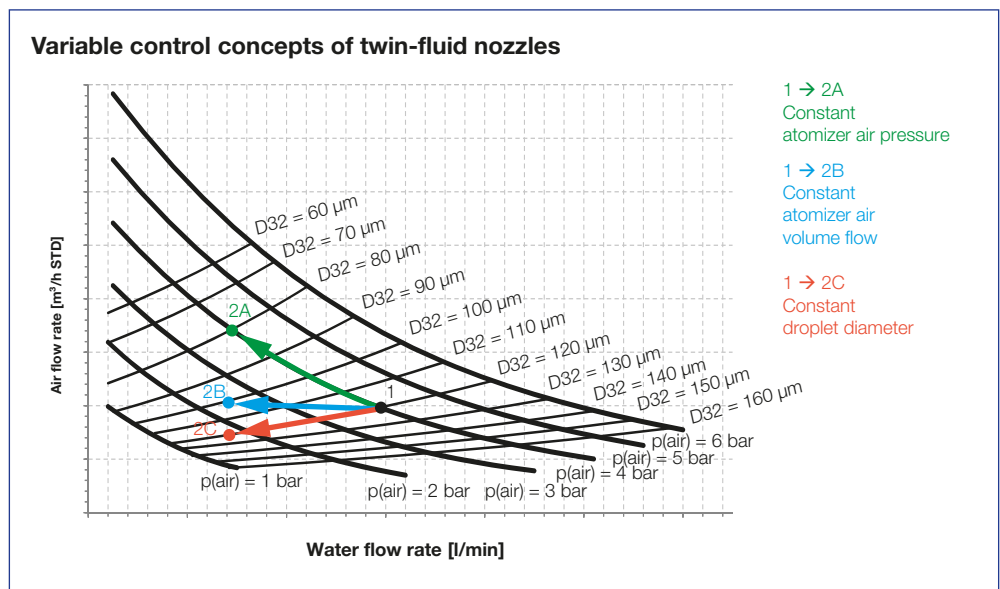 Variable control concepts of twin-fluid nozzles
1 → 2A
Constant
atomizer air pressure
1 → 2B
Constant
atomizer air
volume flow
1 → 2C
Constant
droplet diameter
Air flow rate [m³/h STD]
D32 = 60 µm
D32 = 70 µm
D32 = 80 µm
D32 = 90 µm
D32 = 100 µm
D32 = 110 µm
D32 = 120 µm
D32 = 130 µm
D32 = 140 µm
D32 = 150 µm
D32 = 160 µm
2A
2B
1
2C
p(air) = 6 bar
p(air) = 5 bar
p(air) = 4 bar
p(air) = 3 bar
p(air) = 2 bar
p(air) = 1 bar
Water flow rate [l/min]